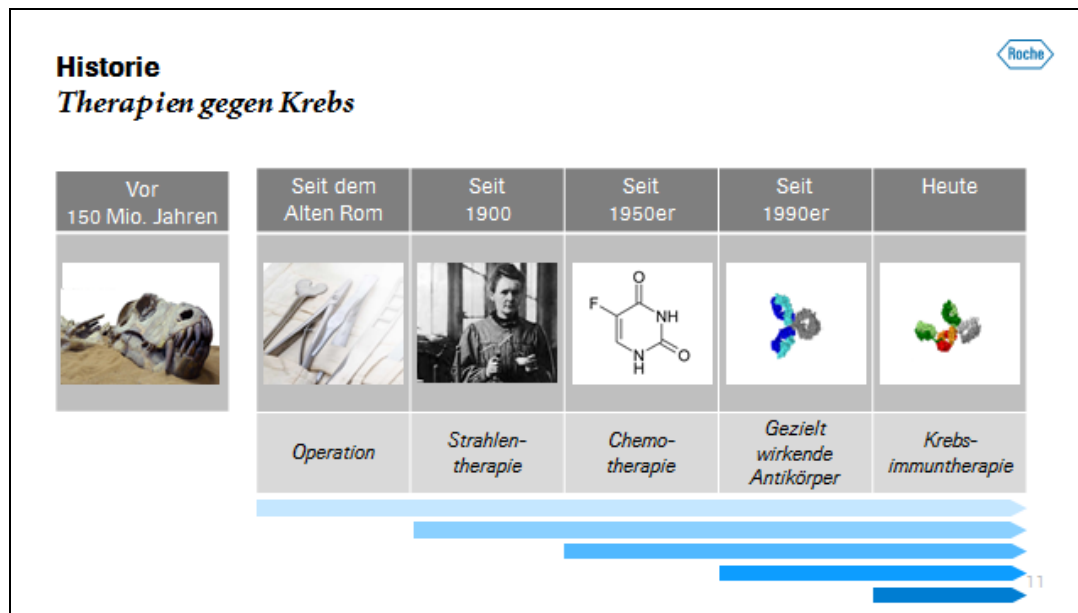 Historie
Therapien gegen Krebs
Roche
Vor
150 Mio. Jahren
Seit dem
Alten Rom
Seit
1900
Seit
1950er
Seit
1990er
Heute
O
F
NH
N
H
O
Operation
Strahlen-
therapie
Chemo-
therapie
Gezielt
wirkende
Antikörper
Krebs-
immuntherapie
11